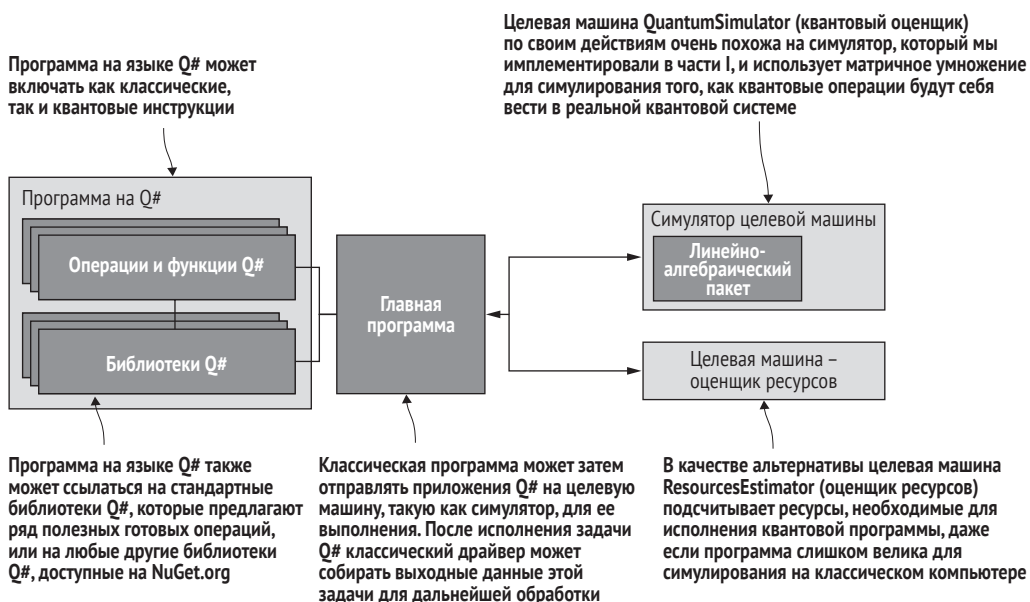 Целевая машина QuantumSimulator (квантовый оценщик)
по своим действиям очень похожа на симулятор, который мы
имплементировали в части I, и использует матричное умножение
для симулирования того, как квантовые операции будут себя
вести в реальной квантовой системе
Программа на языке Q# может
включать как классические,
так и квантовые инструкции
Программа на Q#
Операции и функции Q#
Библиотеки Q#
Главная
программа
Симулятор целевой машины
Линейно-
алгебраический
пакет
Целевая машина –
оценщик ресурсов
Программа на языке Q# также
может ссылаться на стандартные
библиотеки Q#, которые предлагают
ряд полезных готовых операций,
или на любые другие библиотеки
Q#, доступные на NuGet.org
Классическая программа может затем
отправлять приложения Q# на целевую
машину, такую как симулятор, для ее
выполнения. После исполнения задачи
Q# классический драйвер может
собирать выходные данные этой
задачи для дальнейшей обработки
В качестве альтернативы целевая машина
ResourcesEstimator (оценщик ресурсов)
подсчитывает ресурсы, необходимые для
исполнения квантовой программы, даже
если программа слишком велика для
симулирования на классическом компьютере